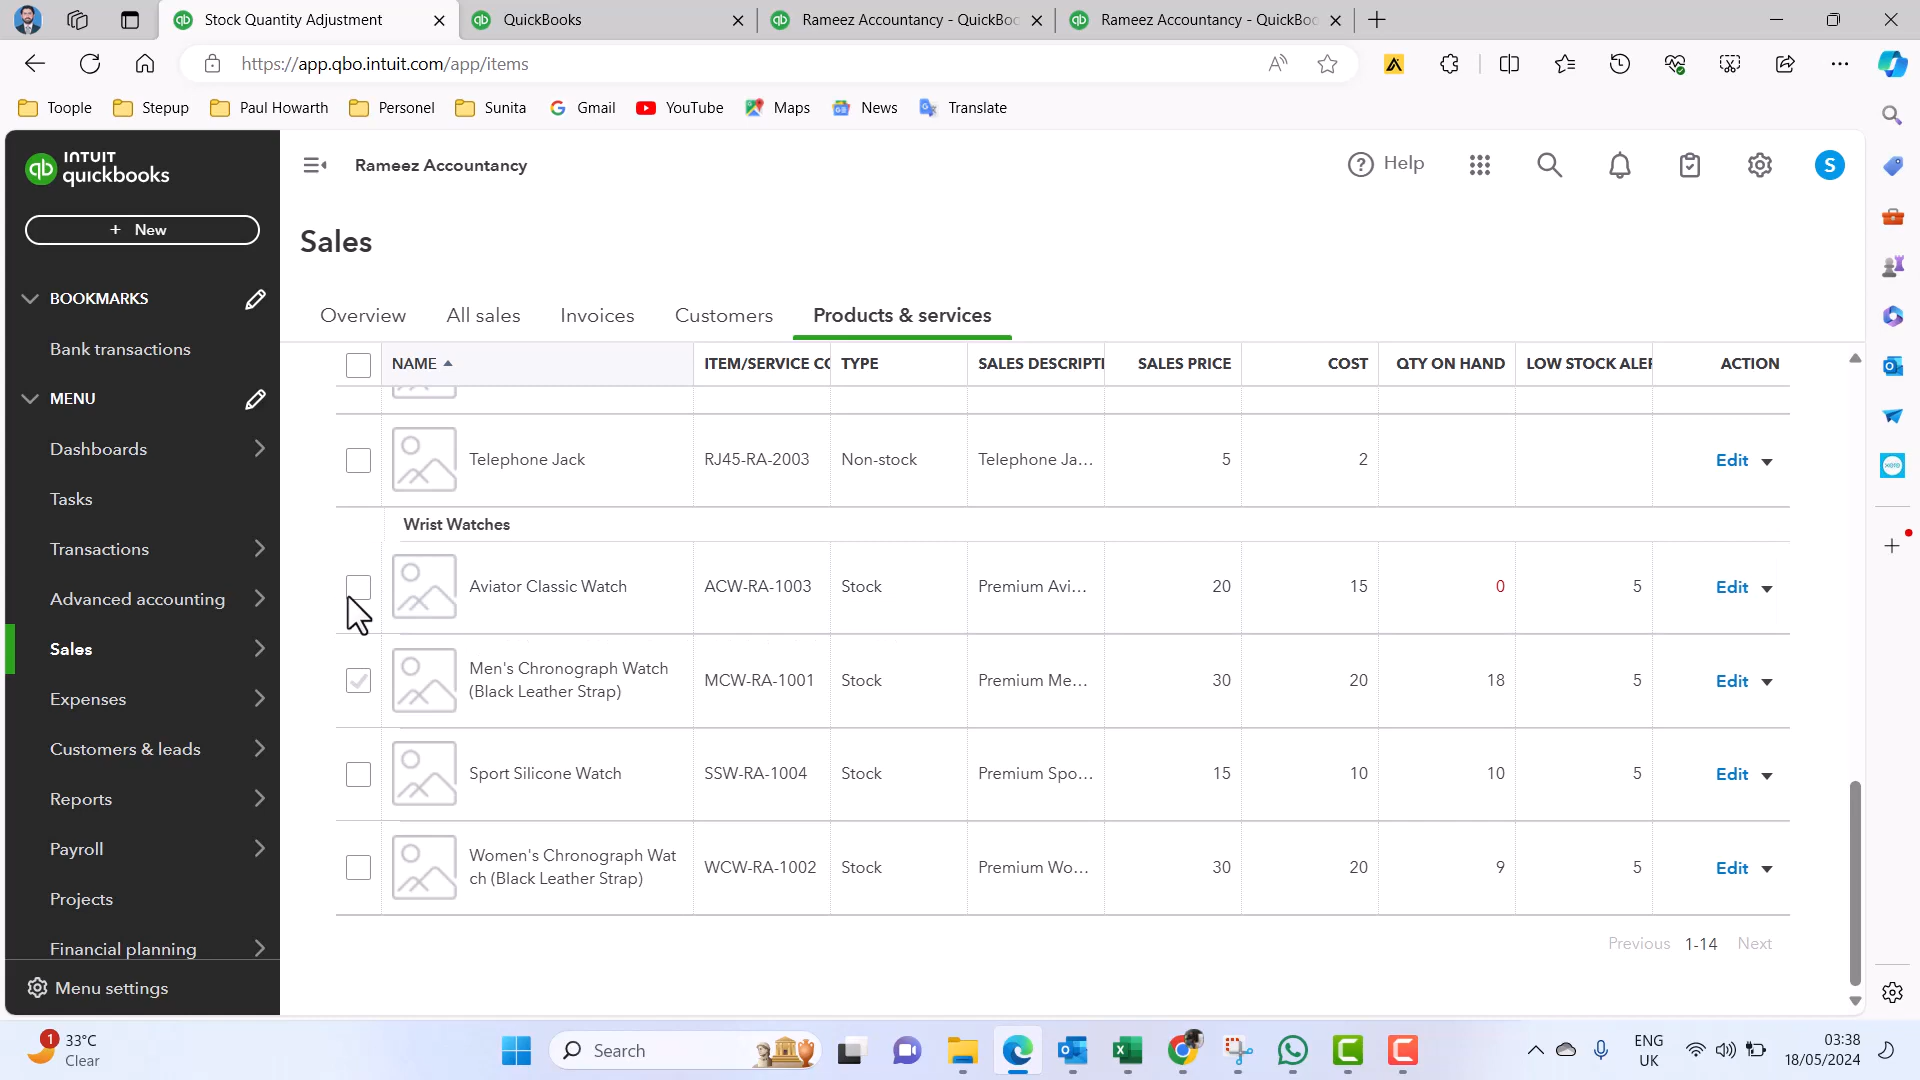 Stock Quantity Adjustment
QuickBooks
Rameez Accountancy - QuickBoo
Rameez Accountancy - QuickBoo
https://app.qbo.intuit.com/app/items
Toople
Stepup
Paul Howarth
Personel
Sunita
Gmail
YouTube
Maps
News
Translate
INTUIT
quickbooks
+ New
BOOKMARKS
Bank transactions
MENU
Dashboards
Tasks
Transactions
Advanced accounting
Sales
Expenses
Customers & leads
Reports
Payroll
Projects
Financial planning
Menu settings
Rameez Accountancy
Help
S
Sales
Overview All sales Invoices Customers Products & services
NAME ITEM/SERVICE CO TYPE SALES DESCRIPTI SALES PRICE COST QTY ON HAND LOW STOCK ALER ACTION
Telephone Jack RJ45-RA-2003 Non-stock Telephone Ja... 5 2 Edit
Wrist Watches
Aviator Classic Watch ACW-RA-1003 Stock Premium Avi... 20 15 0 5 Edit
Men's Chronograph Watch
(Black Leather Strap) MCW-RA-1001 Stock Premium Me... 30 20 18 5 Edit
Sport Silicone Watch SSW-RA-1004 Stock Premium Spo... 15 10 10 5 Edit
Women's Chronograph Wat
ch (Black Leather Strap) WCW-RA-1002 Stock Premium Wo... 30 20 9 5 Edit
Previous 1-14 Next
1
33°C
Clear
Search
ENG
UK
03:38
18/05/2024